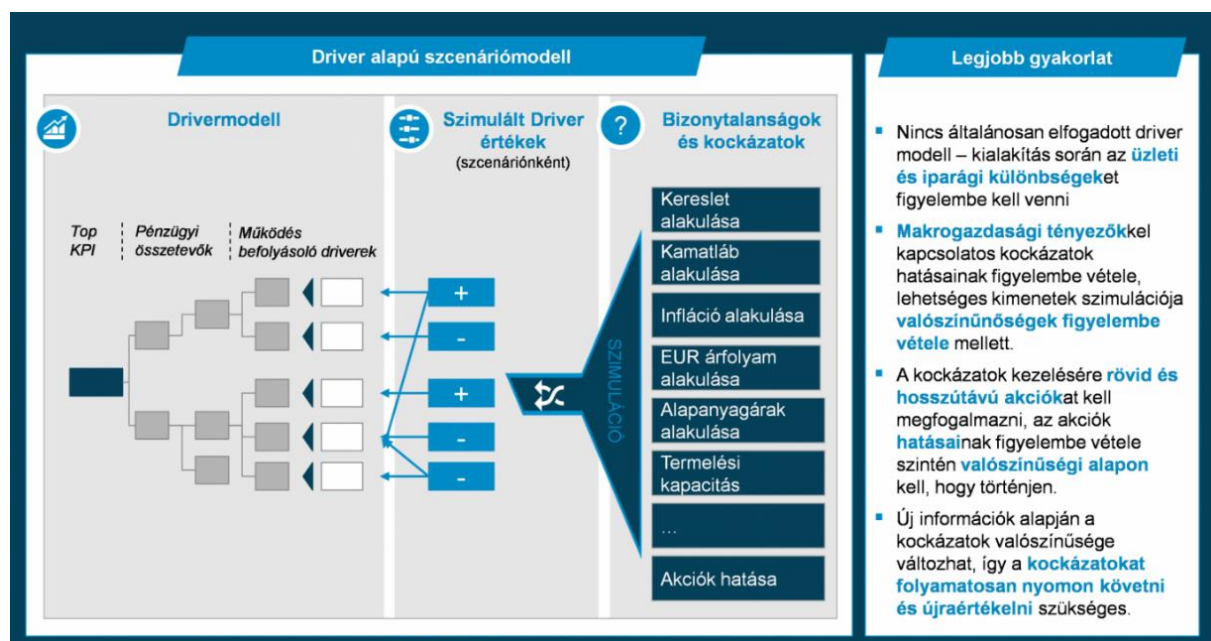 Driver alapú szcenáriómodell
Drivermodell
Top
KPI
Pénzügyi
összetevők
Működés
befolyásoló driverek
Szimulált Driver
értékek
(szcenáriónként)
+
-
+
-
-
?
Bizonytalanságok
és kockázatok
SZIMULÁCIÓ
Kereslet
alakulása
Kamatláb
alakulása
Infláció alakulása
EUR árfolyam
alakulása
Alapanyagárak
alakulása
Termelési
kapacitás
...
Akciók hatása
Legjobb gyakorlat
Nincs általánosan elfogadott driver
modell – kialakítás során az üzleti
és iparági különbségeket
figyelembe kell venni
Makrogazdasági tényezőkkel
kapcsolatos kockázatok
hatásainak figyelembe vétele,
lehetséges kimenetek szimulációja
valószínűnőségek figyelembe
vétele mellett.
A kockázatok kezelésére rövid és
hosszútávú akciókat kell
megfogalmazni, az akciók
hatásainak figyelembe vétele
szintén valószínűségi alapon
kell, hogy történjen.
Új információk alapján a
kockázatok valószínűsége
változhat, így a kockázatokat
folyamatosan nyomon követni
és újraértékelni szükséges.